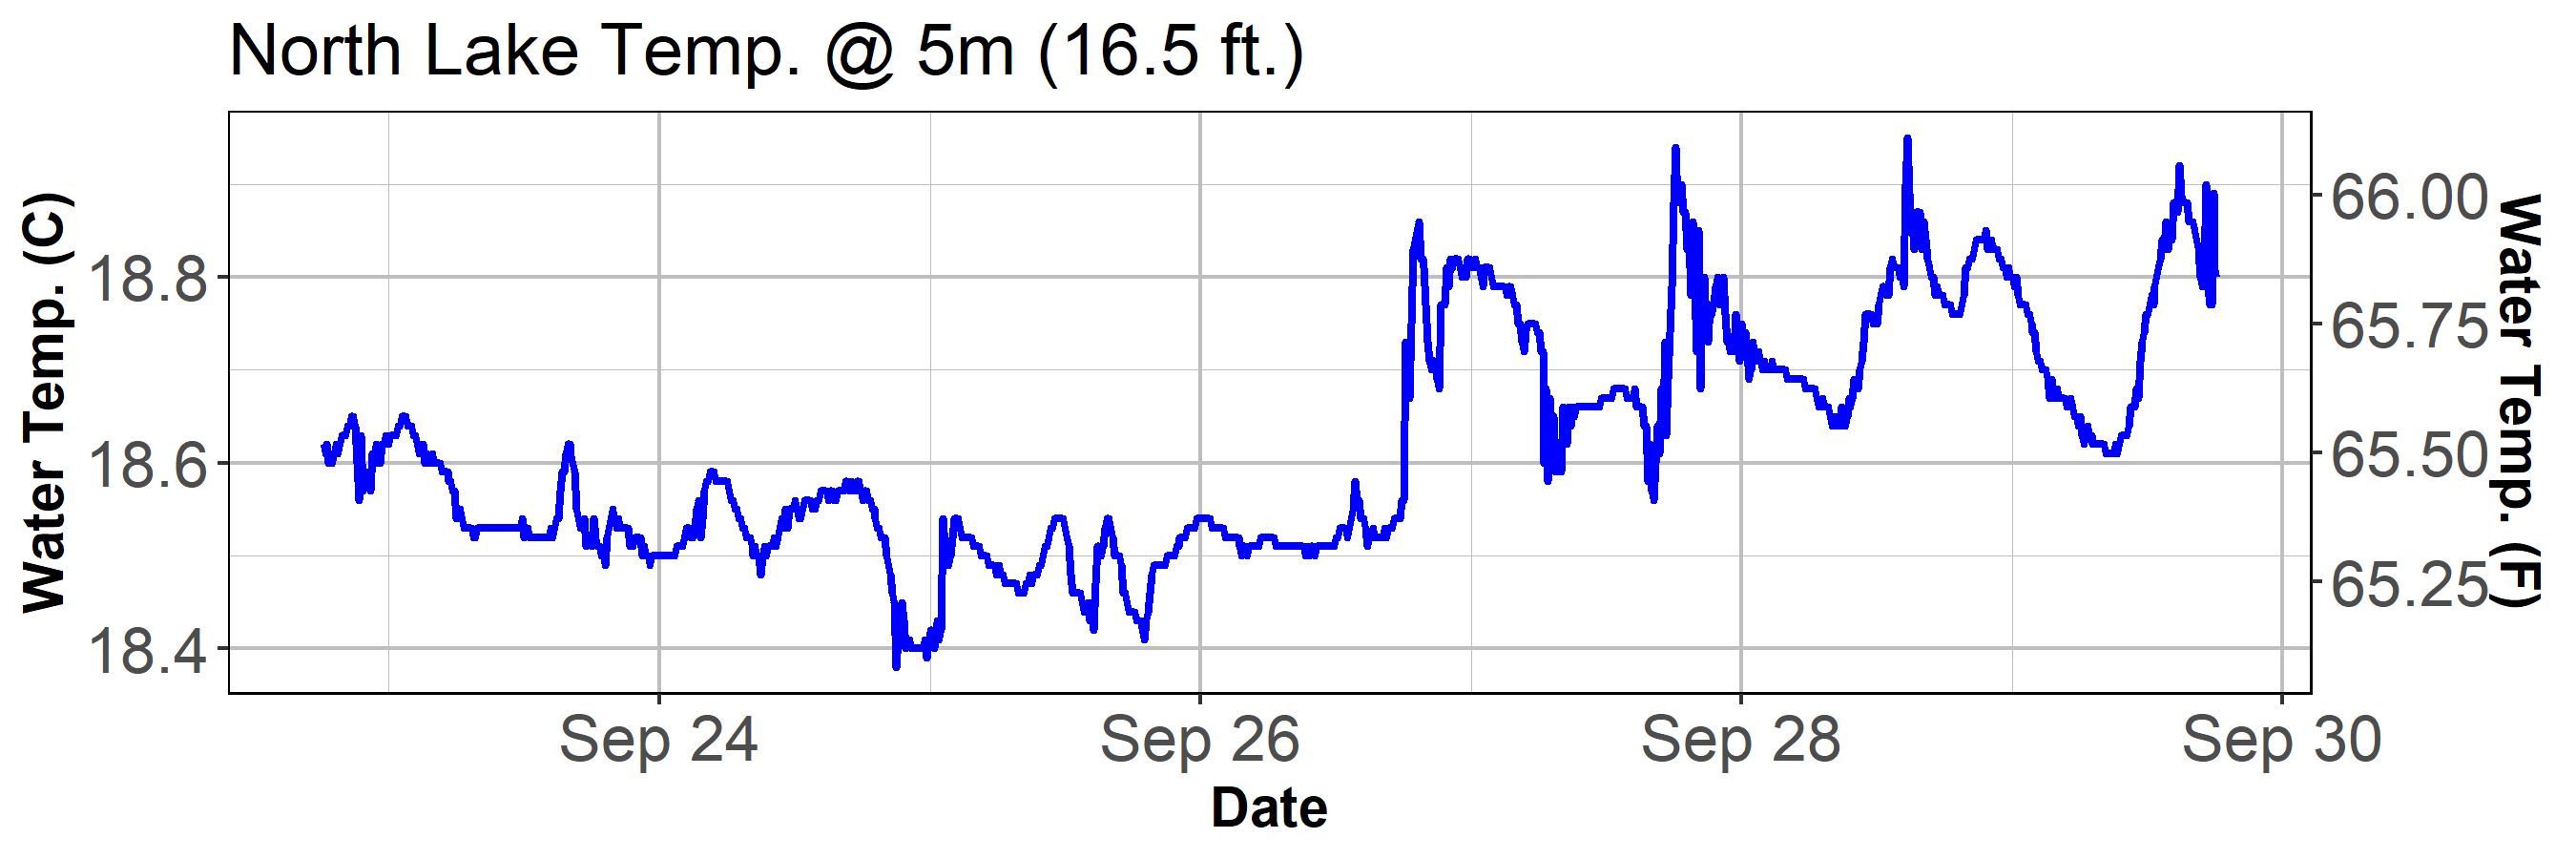 North Lake Temp. @ 5m (16.5 ft.)
Water Temp. (C)
18.8
18.6
18.4
66.00
65.75
65.50
65.25
Water Temp. (F)
Sep 24 Sep 26 Sep 28 Sep 30
Date